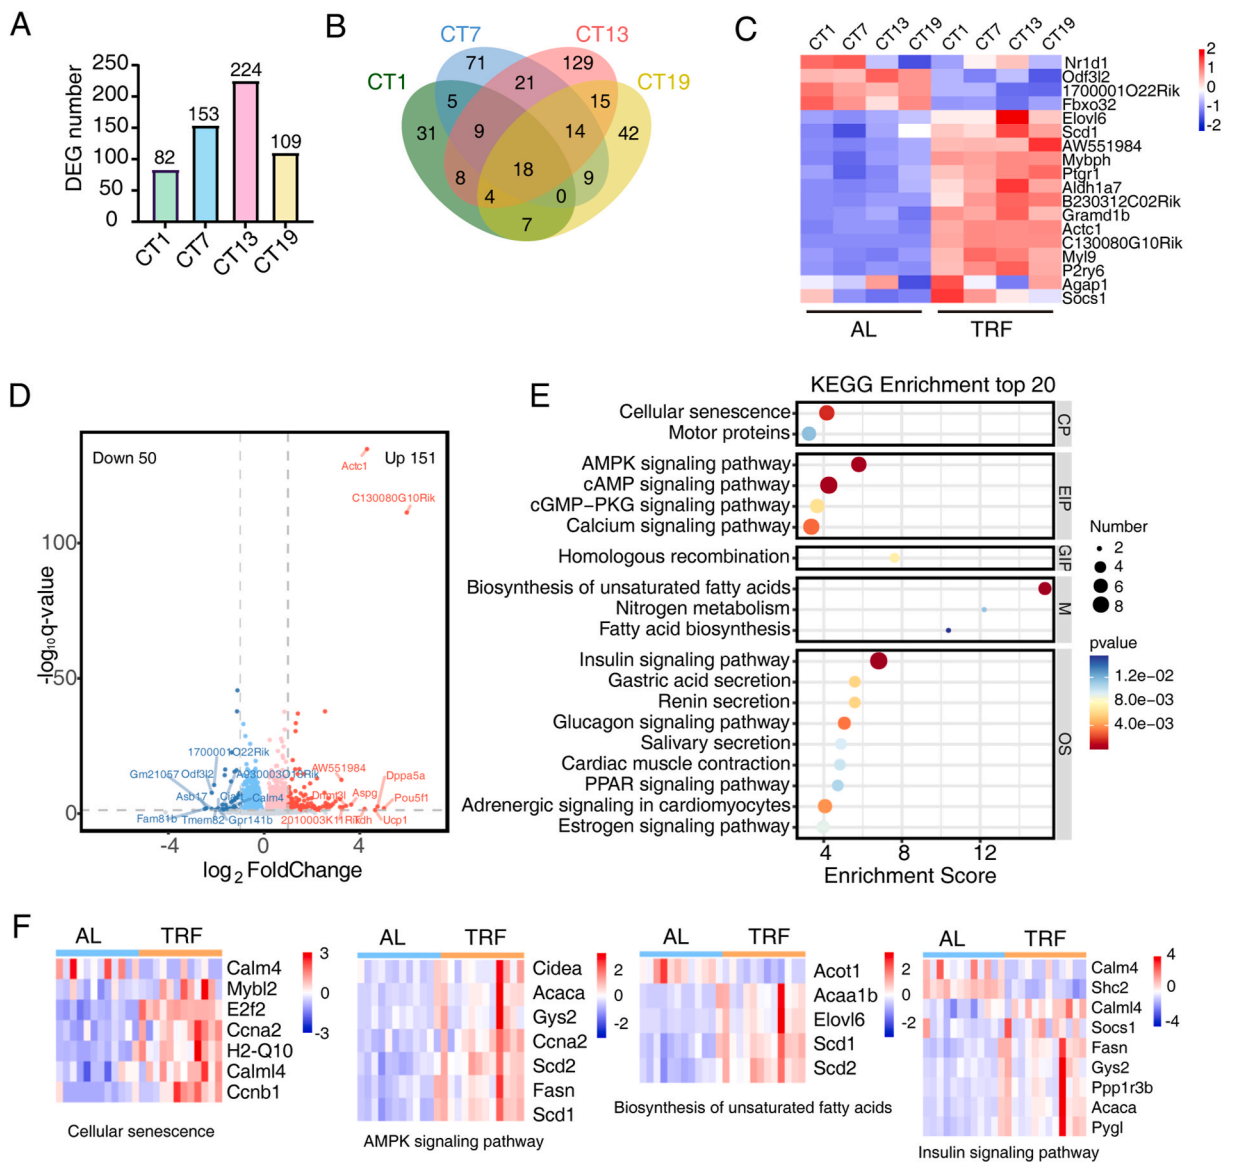 A
DEG number
250
200
150
100
50
0
82
153
224
109
CT1
CT7
CT13
CT19
B
CT7
CT13
CT1
CT19
71
129
21
5
15
31
9
14
42
18
8
4
0
9
7
C
CT1 CT7 CT13 CT19 CT1 CT7 CT13 CT19
Nr1d1
Odf3l2
1700001O22Rik
Fbxo32
Elovl6
Scd1
AW551984
Mybph
Ptgr1
Aldh1a7
B230312C02Rik
Gramd1b
Actc1
C130080G10Rik
Myl9
P2ry6
Agap1
Socs1
2
1
0
-1
-2
AL TRF
D
Down 50 Up 151
Actc1
C130080G10Rik
-log10q-value
100
50
0
1700001O22Rik
Gm21057 Odf3l2 A930003O13Rik AW551984
Dppa5a
Asb17 Calm4 Aspg Pou5f1
Fam81b Tmem82 Gpr141b 2010003K11Rik Tdh Ucp1
-4 0 4
log2 FoldChange
E
KEGG Enrichment top 20
Cellular senescence
Motor proteins
CP
AMPK signaling pathway
cAMP signaling pathway
cGMP−PKG signaling pathway
Calcium signaling pathway
EIP
Homologous recombination
GIP
Biosynthesis of unsaturated fatty acids
Nitrogen metabolism
Fatty acid biosynthesis
M
Insulin signaling pathway
Gastric acid secretion
Renin secretion
Glucagon signaling pathway
Salivary secretion
Cardiac muscle contraction
PPAR signaling pathway
Adrenergic signaling in cardiomyocytes
Estrogen signaling pathway
OS
4 8 12
Enrichment Score
Number
2
4
6
8
pvalue
1.2e−02
8.0e−03
4.0e−03
F
AL TRF
Calm4
Mybl2
E2f2
Ccna2
H2-Q10
Calml4
Ccnb1
3
0
-3
Cellular senescence
AL TRF
Cidea
Acaca
Gys2
Ccna2
Scd2
Fasn
Scd1
2
0
-2
AMPK signaling pathway
AL TRF
Acot1
Acaa1b
Elovl6
Scd1
Scd2
2
0
-2
Biosynthesis of unsaturated fatty acids
AL TRF
Calm4
Shc2
Calml4
Socs1
Fasn
Gys2
Ppp1r3b
Acaca
Pygl
4
0
-4
Insulin signaling pathway